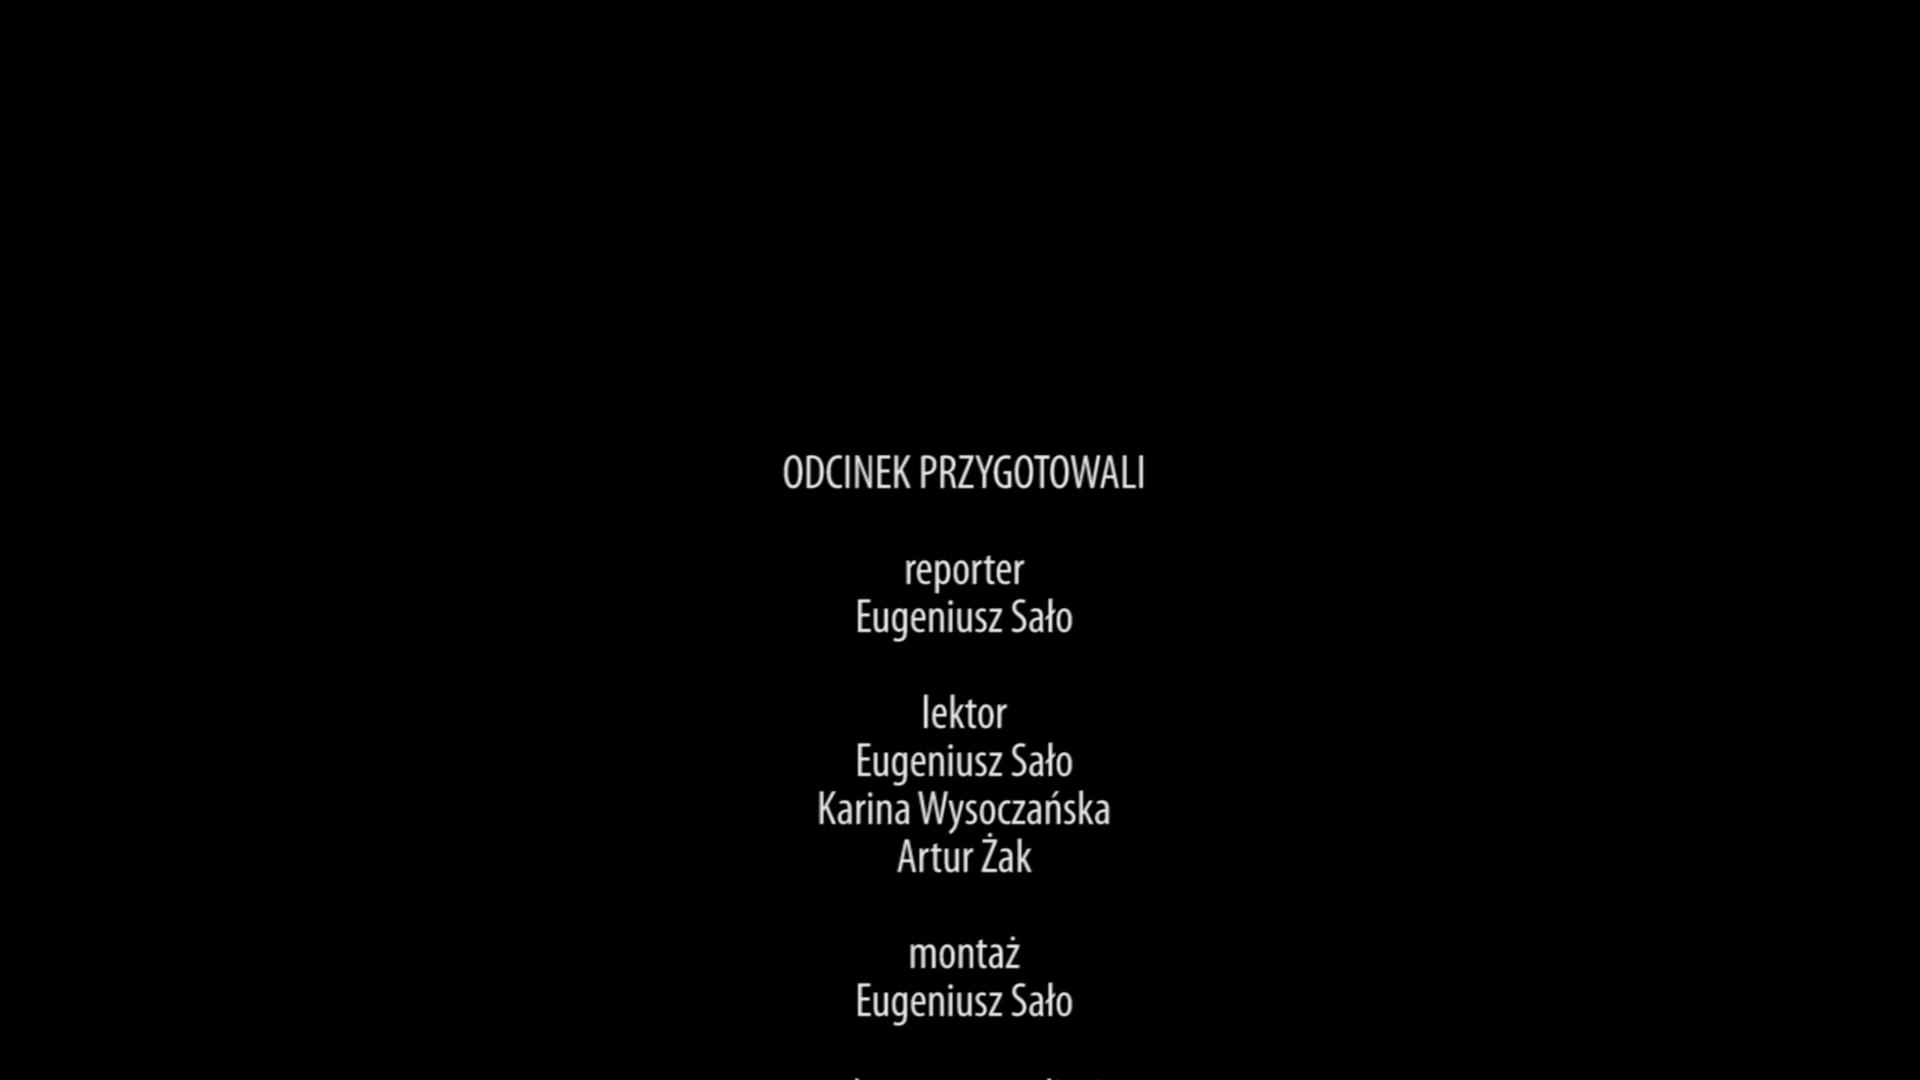 ODCINEK PRZYGOTOWALI
reporter
Eugeniusz Sało
lektor
Eugeniusz Sało
Karina Wysoczańska
Artur Żak
montaż
Eugeniusz Sało